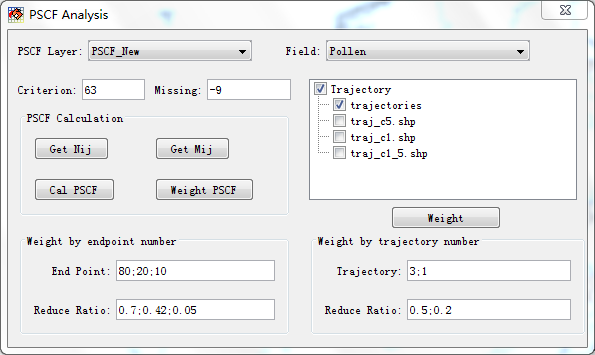 PSCF Analysis
PSCF Layer: PSCF_New Field: Pollen
Criterion: 63 Missing: -9
Trajectory
trajectories
traj_c5.shp
traj_c1.shp
traj_c1_5.shp
PSCF Calculation
Get Nij Get Mij
Cal PSCF Weight PSCF
Weight
Weight by endpoint number
End Point: 80;20;10
Reduce Ratio: 0.7;0.42;0.05
Weight by trajectory number
Trajectory: 3;1
Reduce Ratio: 0.5;0.2